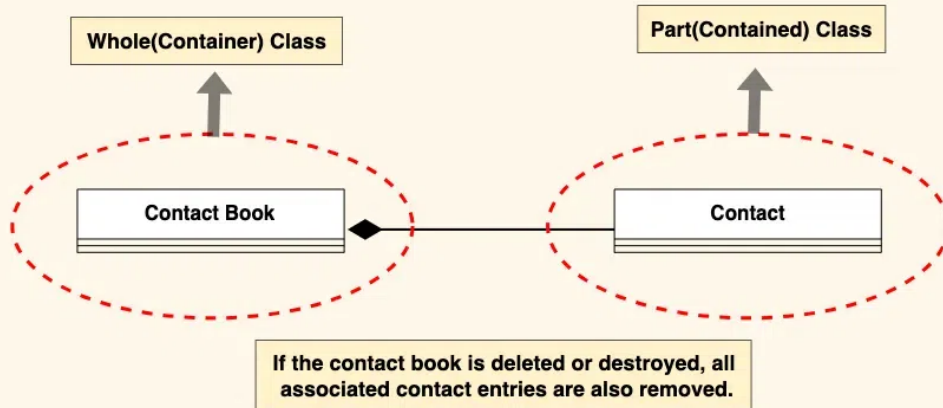 Whole(Container) Class
Part(Contained) Class
Contact Book
Contact
If the contact book is deleted or destroyed, all
associated contact entries are also removed.